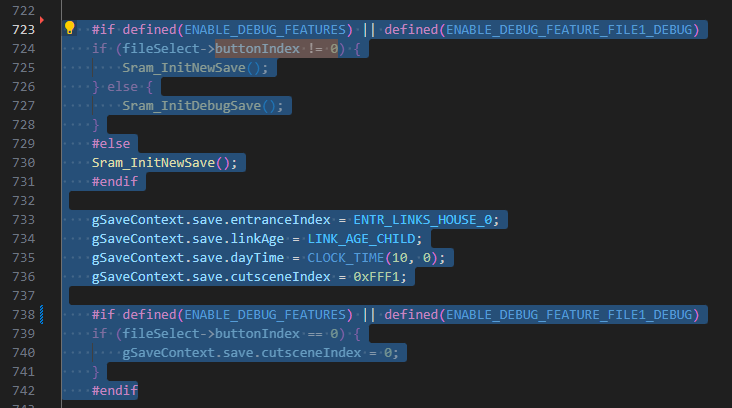 722
723 #if defined(ENABLE_DEBUG_FEATURES) || defined(ENABLE_DEBUG_FEATURE_FILE1_DEBUG)
724 if (fileSelect->buttonIndex != 0) {
725 Sram_InitNewSave();
726 } else {
727 Sram_InitDebugSave();
728 }
729 #else
730 Sram_InitNewSave();
731 #endif
732
733 gSaveContext.save.entranceIndex = ENTR_LINKS_HOUSE_0;
734 gSaveContext.save.linkAge = LINK_AGE_CHILD;
735 gSaveContext.save.dayTime = CLOCK_TIME(10, 0);
736 gSaveContext.save.cutsceneIndex = 0xFFF1;
737
738 #if defined(ENABLE_DEBUG_FEATURES) || defined(ENABLE_DEBUG_FEATURE_FILE1_DEBUG)
739 if (fileSelect->buttonIndex == 0) {
740 gSaveContext.save.cutsceneIndex = 0;
741 }
742 #endif